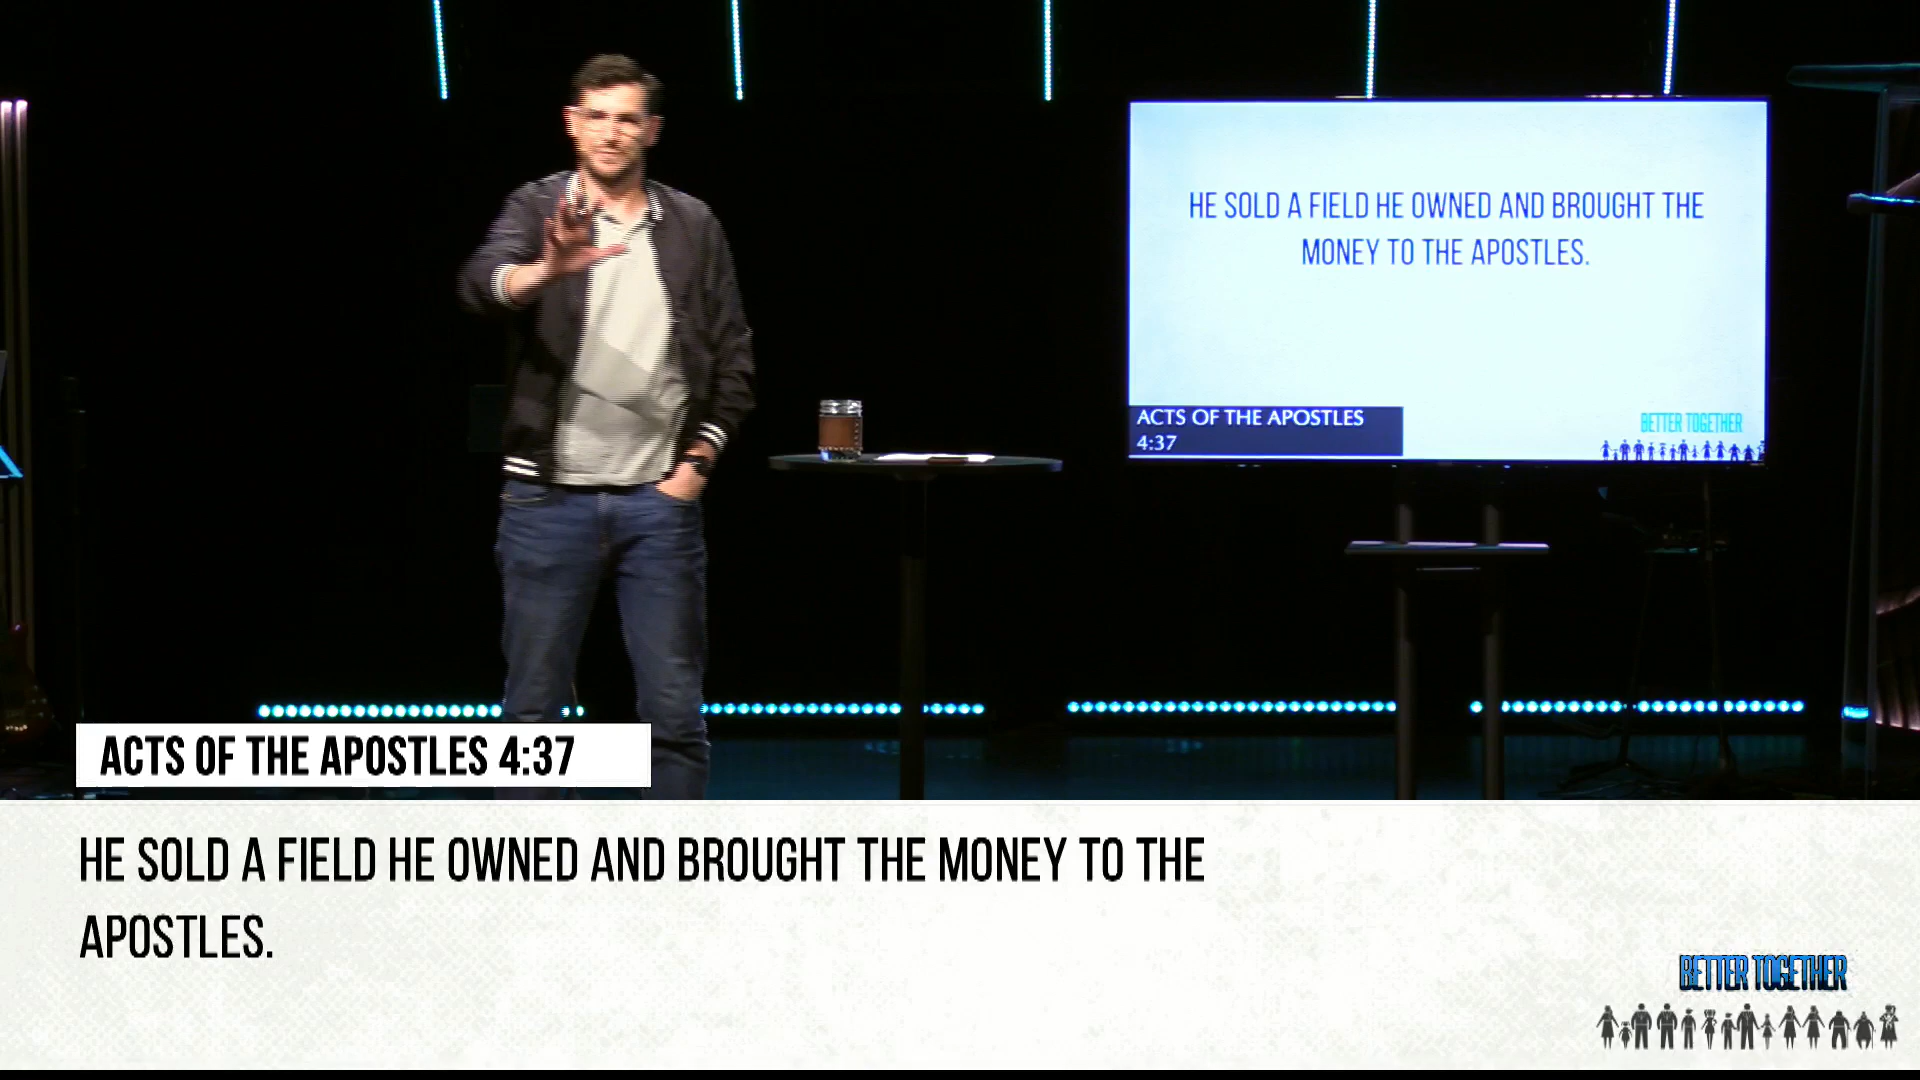 HE SOLD A FIELD HE OWNED AND BROUGHT THE
MONEY TO THE APOSTLES.
ACTS OF THE APOSTLES
4:37
BETTER TOGETHER
ACTS OF THE APOSTLES 4:37
HE SOLD A FIELD HE OWNED AND BROUGHT THE MONEY TO THE
APOSTLES.
BETTER TOGETHER